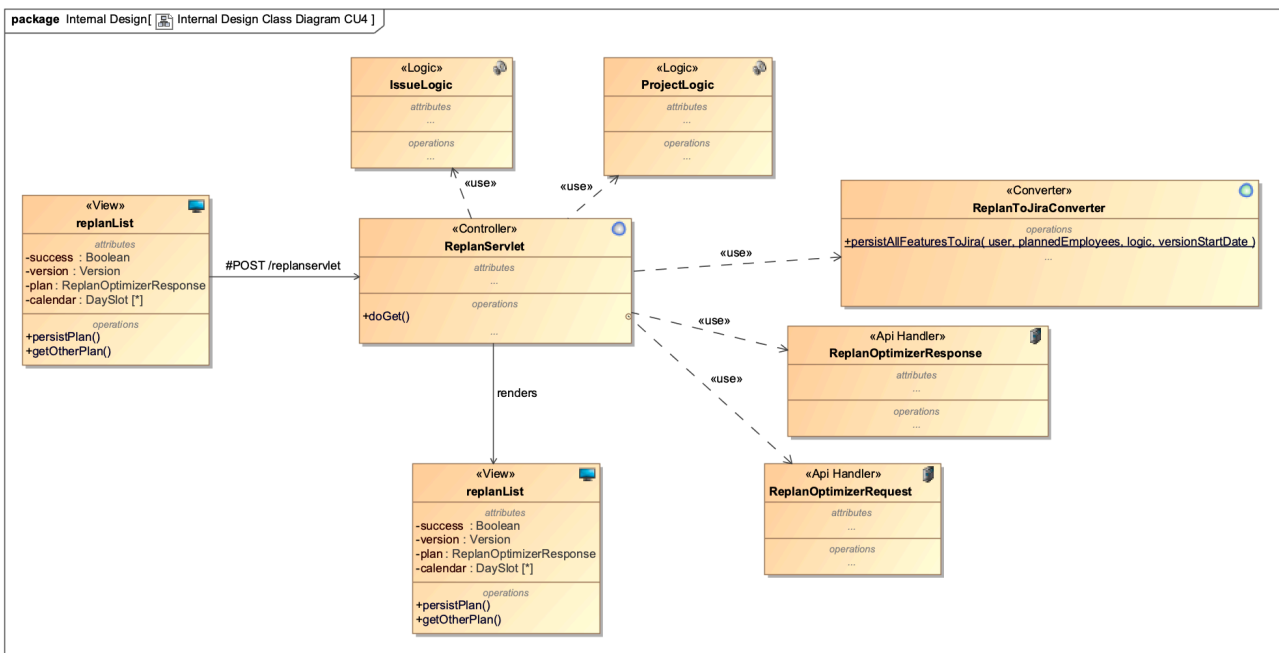 package Internal Design[ Internal Design Class Diagram CU4 ]
«Logic»
IssueLogic
attributes
...
operations
...
«Logic»
ProjectLogic
attributes
...
operations
...
«use»
«use»
«View»
replanList
attributes
-success : Boolean
-version : Version
-plan : ReplanOptimizerResponse
-calendar : DaySlot [*]
operations
+persistPlan()
+getOtherPlan()
#POST /replanservlet
«Controller»
ReplanServlet
attributes
...
operations
+doGet()
...
«use»
«Converter»
ReplanToJiraConverter
operations
+persistAllFeaturesToJira( user, plannedEmployees, logic, versionStartDate )
...
«use»
«Api Handler»
ReplanOptimizerResponse
attributes
...
operations
...
«use»
renders
«View»
replanList
attributes
-success : Boolean
-version : Version
-plan : ReplanOptimizerResponse
-calendar : DaySlot [*]
operations
+persistPlan()
+getOtherPlan()
«Api Handler»
ReplanOptimizerRequest
attributes
...
operations
...